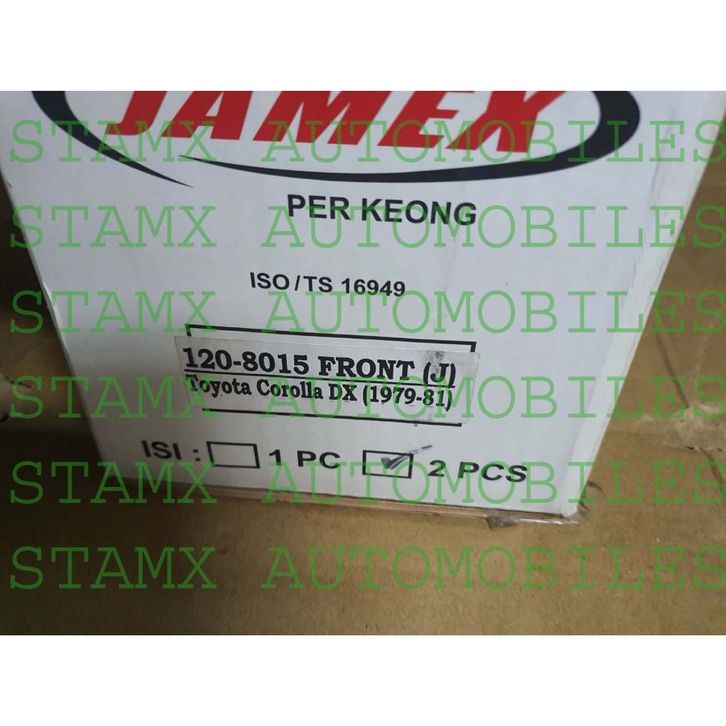 JAMEX
STAMX AUTOMOBILES
PER KEONG
STAMX AUTOMOBILES
ISO/TS 16949
STAMX AUTOMOBILES
120-8015 FRONT (J)
Toyota Corolla DX (1979-81)
STAMX AUTOMOBILES
ISI : 1 PC 2 PCS
STAMX AUTOMOBILES
STAMX AUTOMOBILES